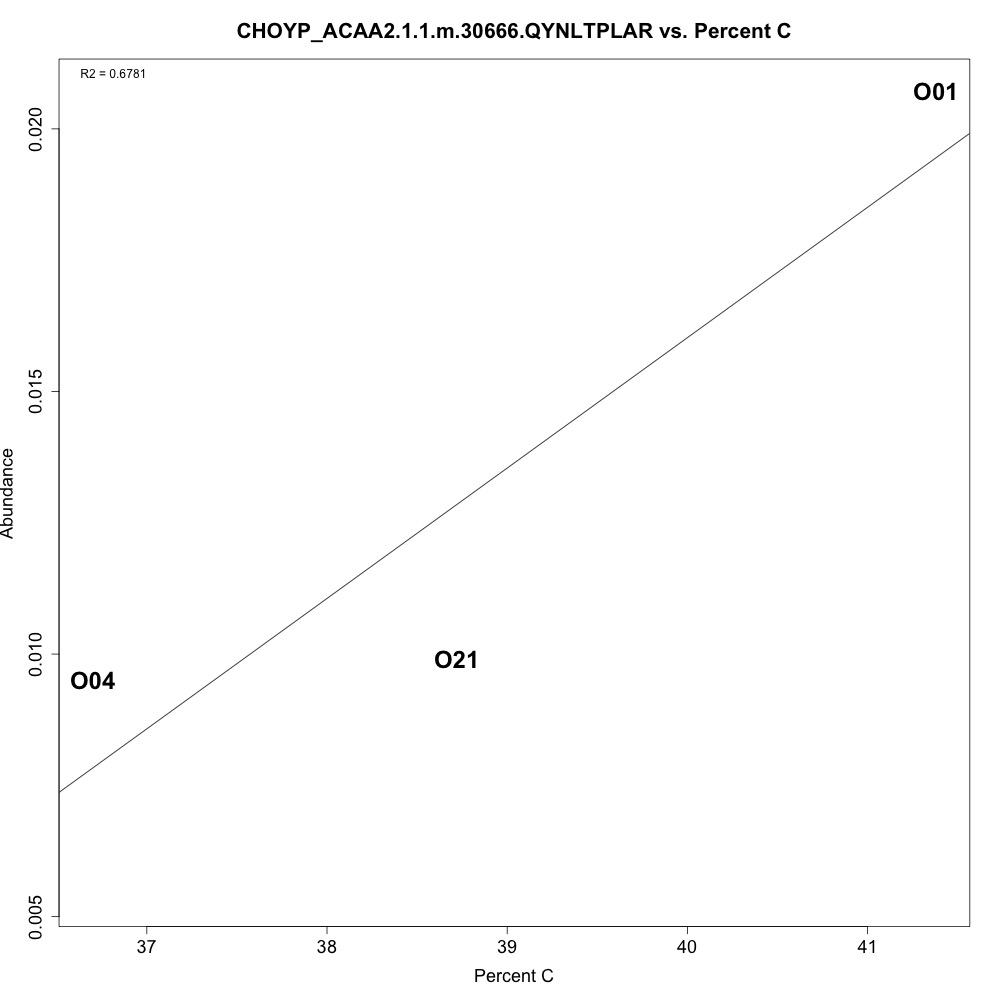 CHOYP_ACAA2.1.1.m.30666.QYNLTPLAR vs. Percent C
R2 = 0.6781
O01
0.020
0.015
Abundance
0.010
O21
O04
0.005
37 38 39 40 41
Percent C